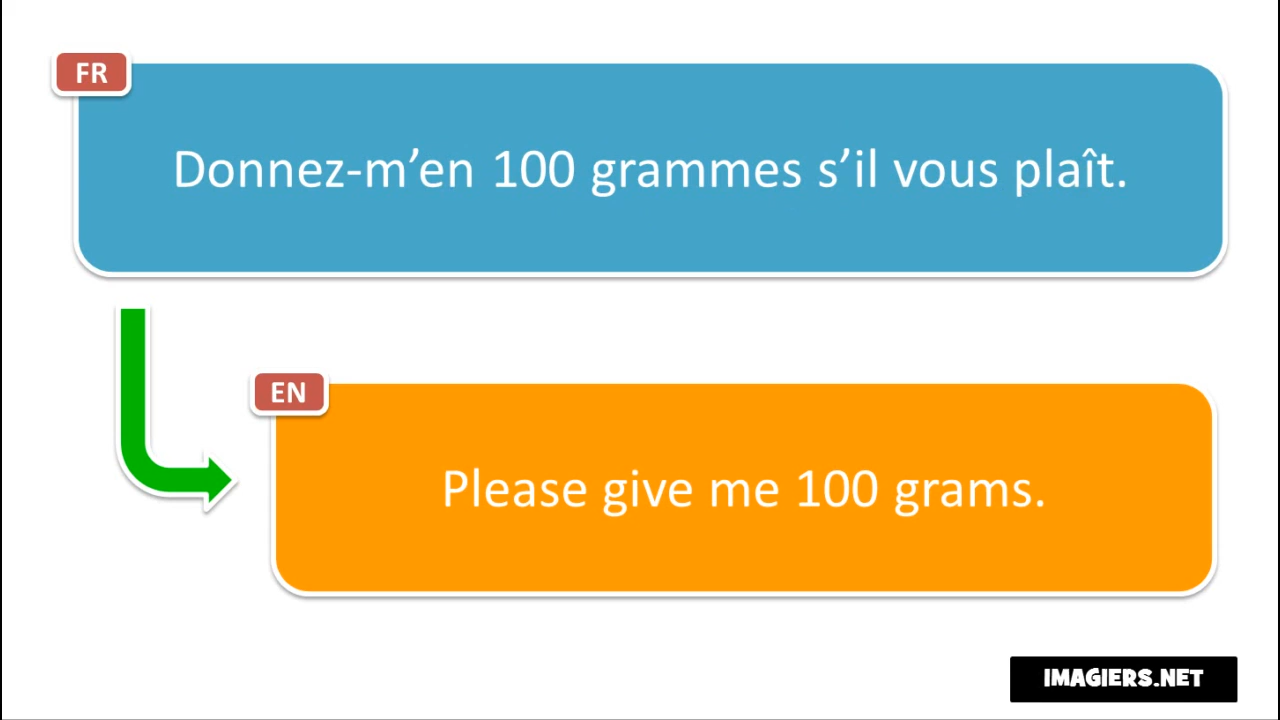 FR
Donnez-m’en 100 grammes s’il vous plaît.
EN
Please give me 100 grams.
IMAGIERS.NET